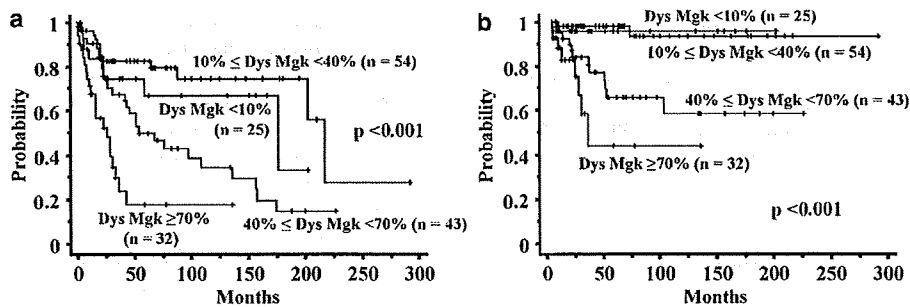 a
1
0.8
0.6
0.4
0.2
0
Probability
10% ≤ Dys Mgk <40% (n = 54)
Dys Mgk <10%
(n = 25)
p <0.001
Dys Mgk ≥70%
(n = 32)
40% ≤ Dys Mgk <70% (n = 43)
0 50 100 150 200 250 300
Months
b
1
0.8
0.6
0.4
0.2
0
Probability
Dys Mgk <10% (n = 25)
10% ≤ Dys Mgk <40% (n = 54)
40% ≤ Dys Mgk <70% (n = 43)
Dys Mgk ≥70% (n = 32)
p <0.001
0 50 100 150 200 250 300
Months